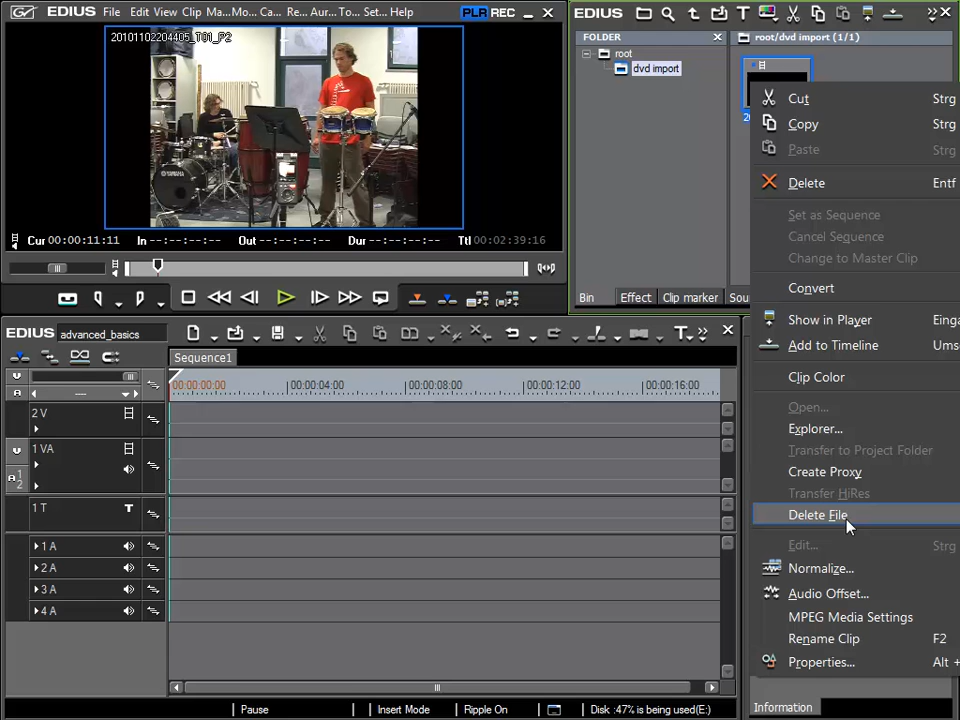 EDIUS File Edit View Clip Ma...Mo... Ca... Re... Au... To... Set... Help PLR REC
20101102204405_T01_P2
YAMAHA
Cur 00:00:11:11 In --:--:--:-- Out --:--:--:-- Dur --:--:--:-- Ttl 00:02:39:16
EDIUS
FOLDER
root/dvd import (1/1)
root
dvd import
Bin Effect Clip marker Sou
Cut Strg
Copy Strg
Paste Strg
Delete Entf
Set as Sequence
Cancel Sequence
Change to Master Clip
Convert
Show in Player Einga
Add to Timeline Ums
Clip Color
Open...
Explorer...
Transfer to Project Folder
Create Proxy
Transfer HiRes
Delete File
Edit... Strg
Normalize...
Audio Offset...
MPEG Media Settings
Rename Clip F2
Properties... Alt +
Information
EDIUS advanced_basics
Sequence1
00:00:00:00 00:00:04:00 00:00:08:00 00:00:12:00 00:00:16:00
2 V
1 VA
A 1 2
1 T T
1 A
2 A
3 A
4 A
Pause Insert Mode Ripple On Disk :47% is being used(E:)